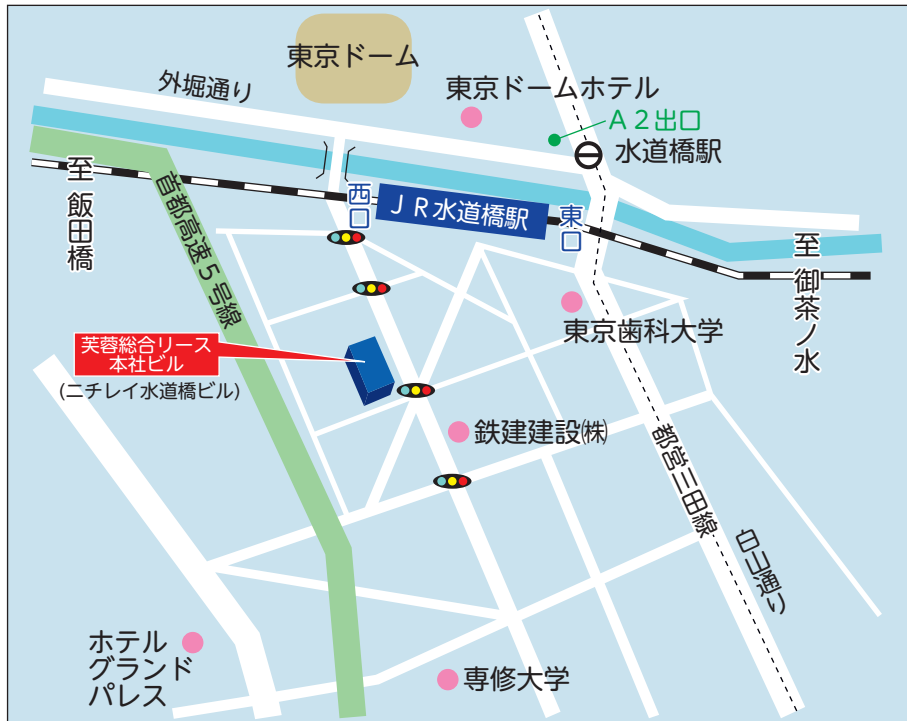 東京ドーム
外堀通り
東京ドームホテル
A2出口
水道橋駅
至 飯田橋
首都高速5号線
西口
JR水道橋駅
東口
至 御茶ノ水
東京歯科大学
芙蓉総合リース
本社ビル
(ニチレイ水道橋ビル)
鉄建建設㈱
都営三田線
白山通り
ホテル
グランド
パレス
専修大学